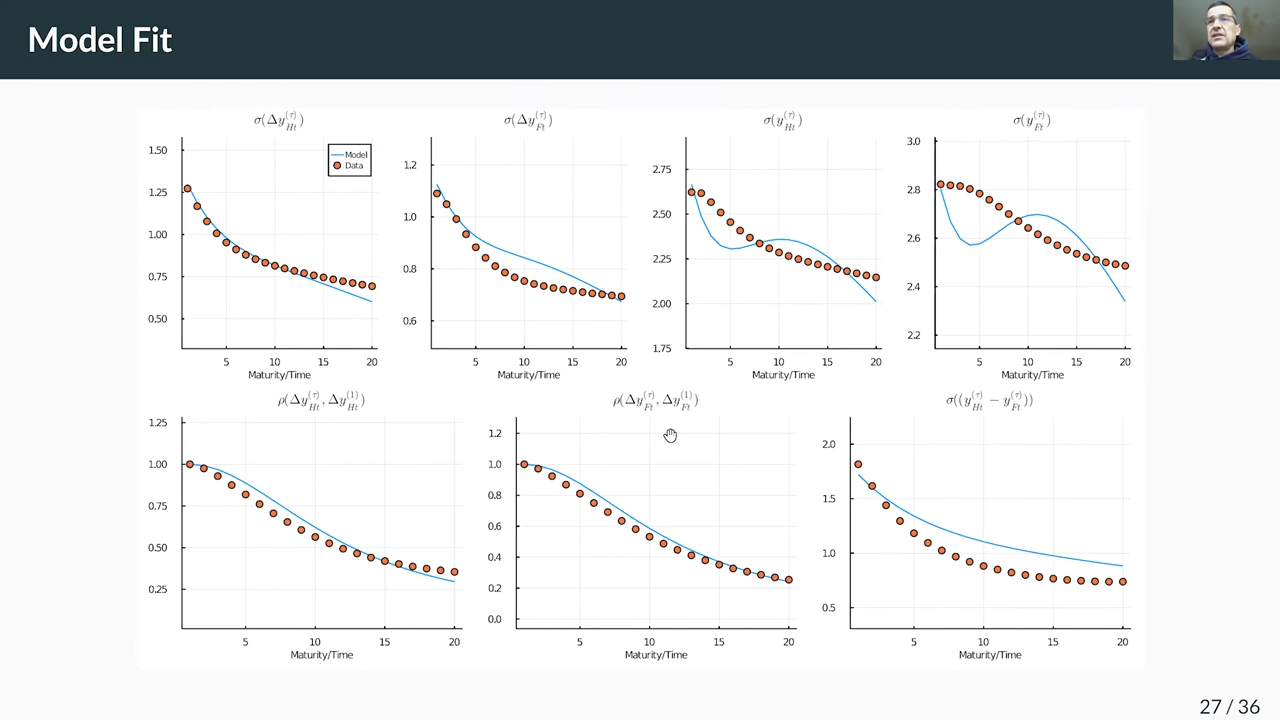 Model Fit
σ(Δy_{Ht}^{(τ)})
1.50
1.25
1.00
0.75
0.50
Model
Data
5 10 15 20
Maturity/Time
σ(Δy_{Ft}^{(τ)})
1.2
1.0
0.8
0.6
5 10 15 20
Maturity/Time
σ(y_{Ht}^{(τ)})
2.75
2.50
2.25
2.00
1.75
5 10 15 20
Maturity/Time
σ(y_{Ft}^{(τ)})
3.0
2.8
2.6
2.4
2.2
5 10 15 20
Maturity/Time
ρ(Δy_{Ht}^{(τ)}, Δy_{Ht}^{(1)})
1.25
1.00
0.75
0.50
0.25
5 10 15 20
Maturity/Time
ρ(Δy_{Ft}^{(τ)}, Δy_{Ft}^{(1)})
1.2
1.0
0.8
0.6
0.4
0.2
0.0
5 10 15 20
Maturity/Time
σ((y_{Ht}^{(τ)} − y_{Ft}^{(τ)}))
2.0
1.5
1.0
0.5
5 10 15 20
Maturity/Time
27 / 36